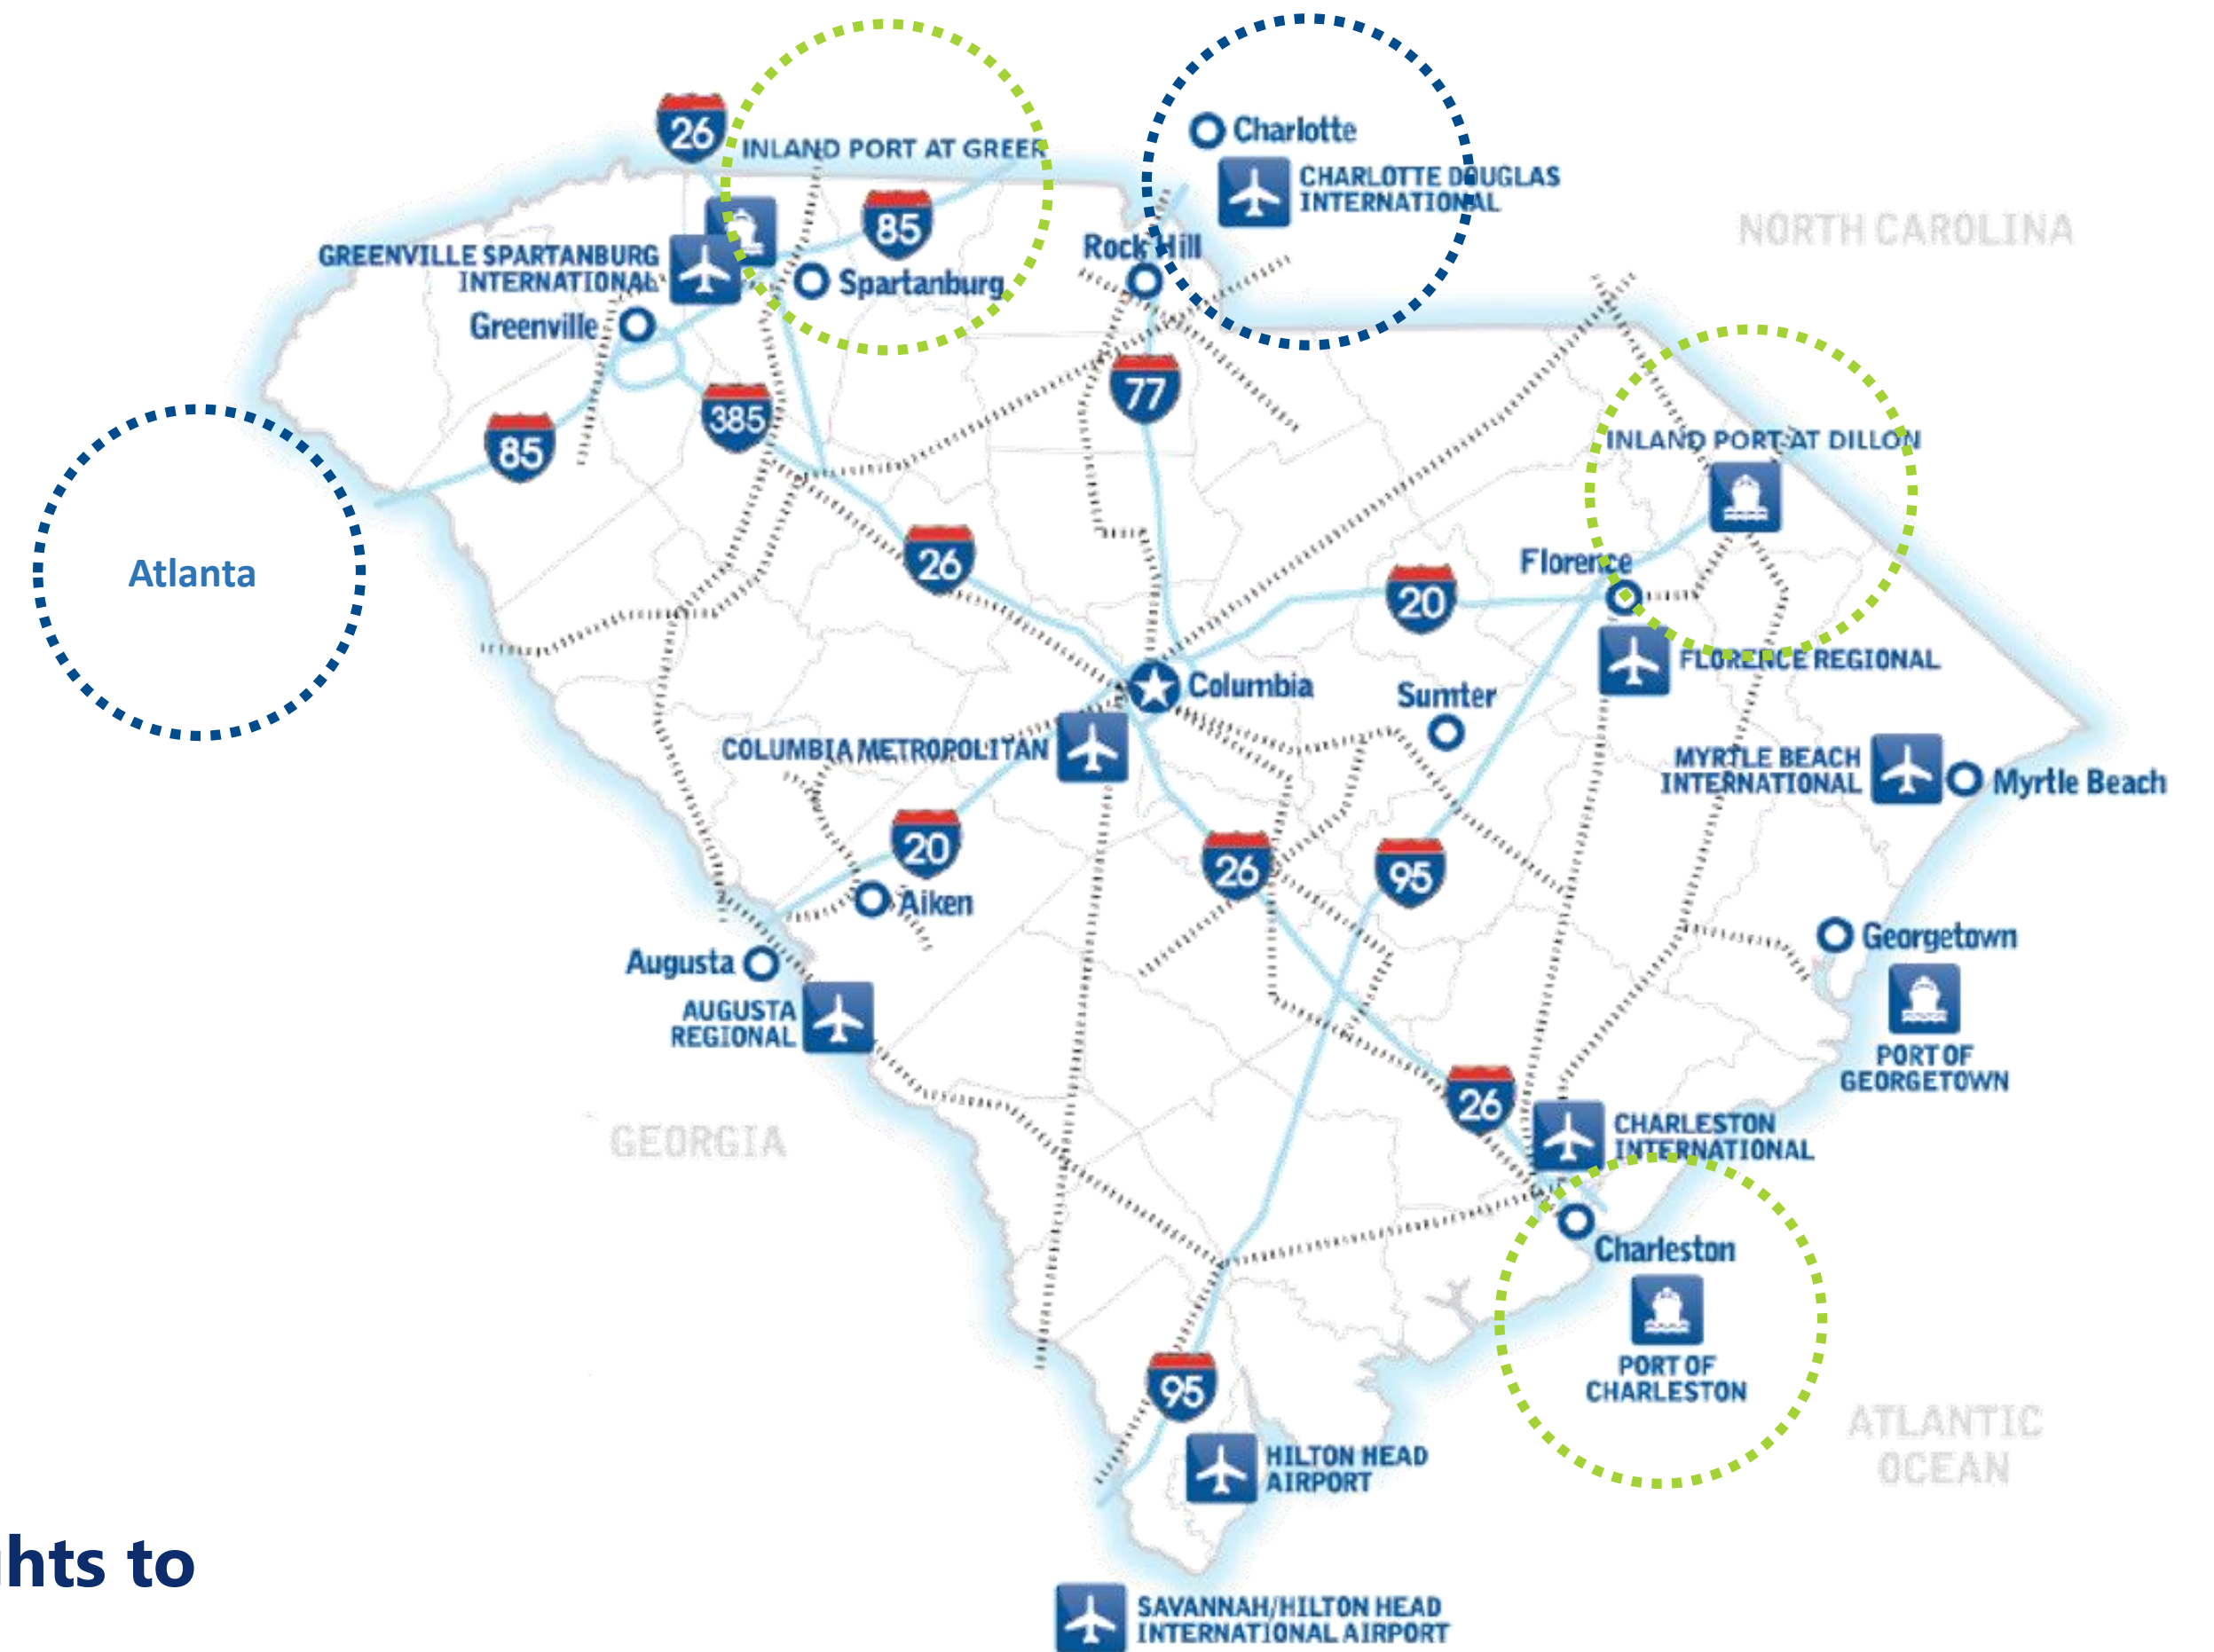 26
INLAND PORT AT GREER
Charlotte
CHARLOTTE DOUGLAS
INTERNATIONAL
85
NORTH CAROLINA
GREENVILLE SPARTANBURG
INTERNATIONAL
Rock Hill
Spartanburg
Greenville
77
385
85
INLAND PORT AT DILLON
Atlanta
26
Florence
20
FLORENCE REGIONAL
Columbia
Sumter
COLUMBIA METROPOLITAN
MYRTLE BEACH
INTERNATIONAL
Myrtle Beach
20
26
95
Aiken
Georgetown
Augusta
AUGUSTA
REGIONAL
PORT OF
GEORGETOWN
26
CHARLESTON
INTERNATIONAL
GEORGIA
Charleston
PORT OF
CHARLESTON
95
ATLANTIC
OCEAN
HILTON HEAD
AIRPORT
hts to
SAVANNAH/HILTON HEAD
INTERNATIONAL AIRPORT